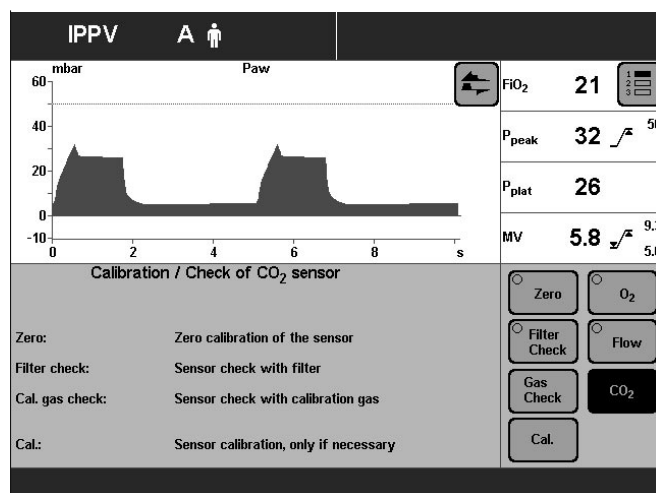 IPPV A
mbar Paw
60
40
20
0
-10
0 2 4 6 8 s
FiO2 21 1 2 3
Ppeak 32
Pplat 26
MV 5.8
Calibration / Check of CO2 sensor
Zero: Zero calibration of the sensor
Filter check: Sensor check with filter
Cal. gas check: Sensor check with calibration gas
Cal.: Sensor calibration, only if necessary
Zero O2
Filter Check Flow
Gas Check CO2
Cal.